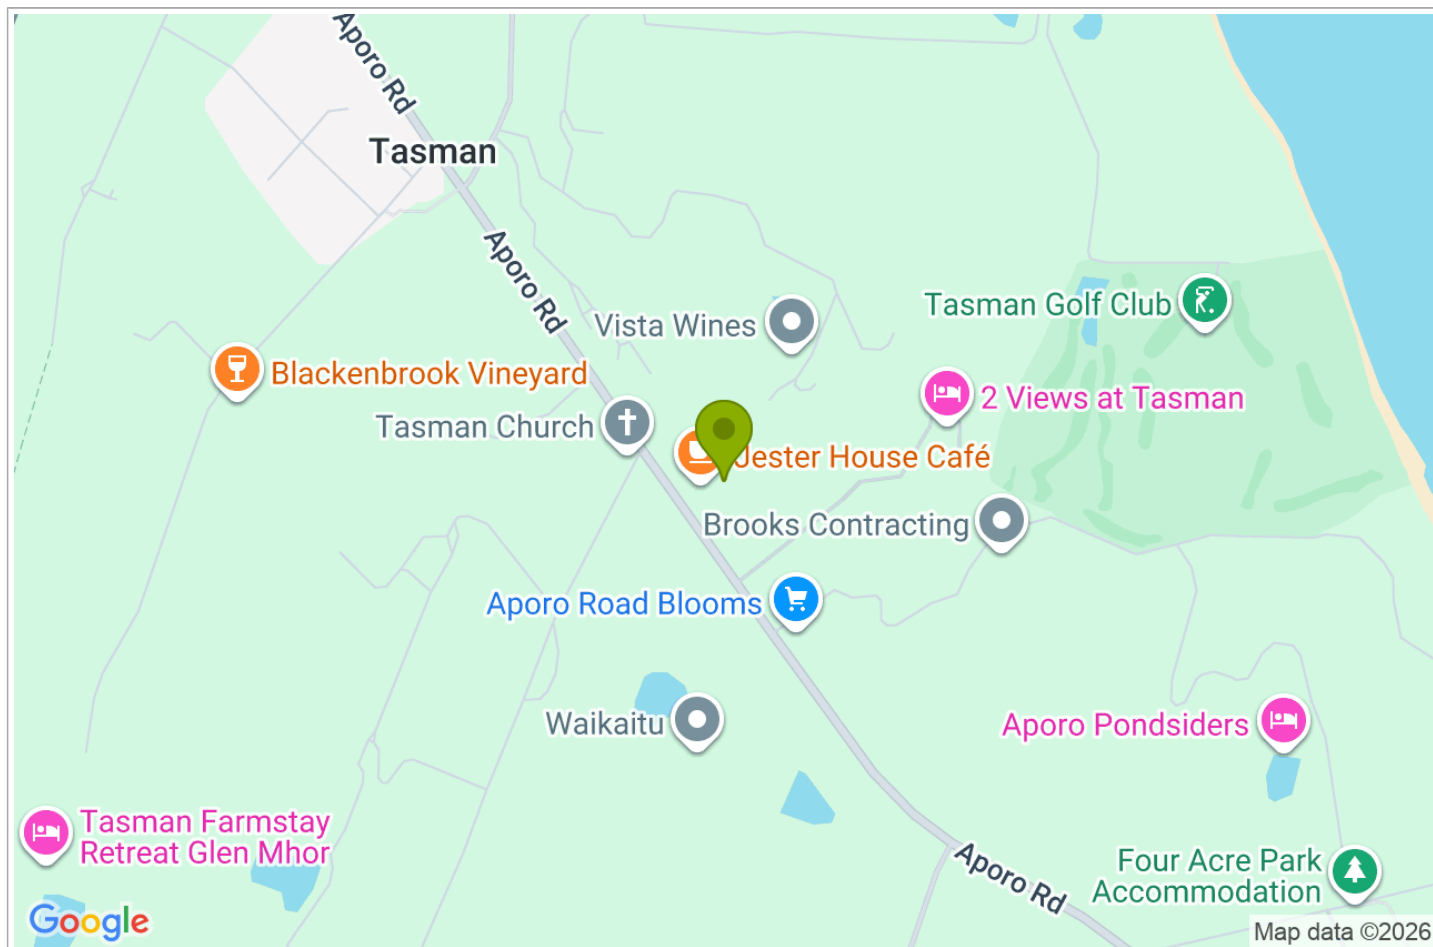 Aporo Rd
Tasman
Aporo Rd
Tasman Golf Club
Vista Wines
Blackenbrook Vineyard
2 Views at Tasman
Tasman Church
Jester House Café
Brooks Contracting
Aporo Road Blooms
Waikaitu
Aporo Pondsiders
Tasman Farmstay
Retreat Glen Mhor
Aporo Rd
Four Acre Park
Accommodation
Google
Map data ©2026